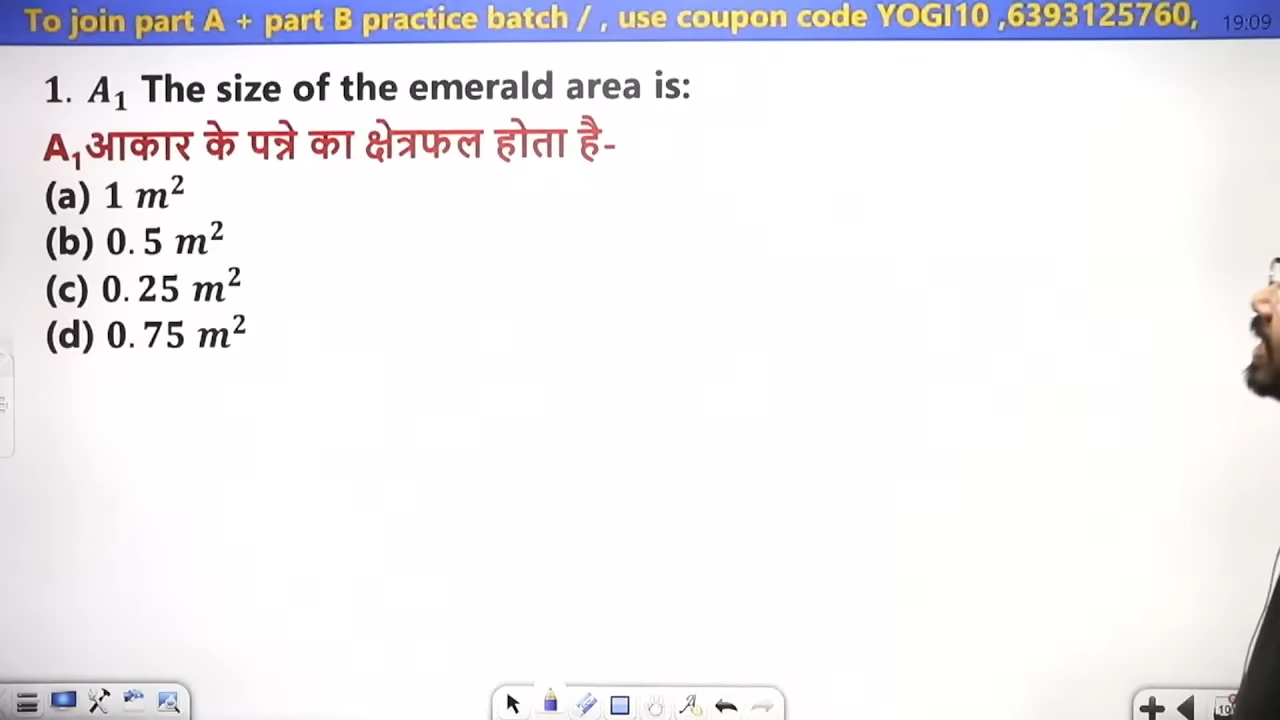 To join part A + part B practice batch / , use coupon code YOGI10 ,6393125760,
19:09
1. A₁ The size of the emerald area is:
A₁आकार के पन्ने का क्षेत्रफल होता है-
(a) 1 m²
(b) 0.5 m²
(c) 0.25 m²
(d) 0.75 m²